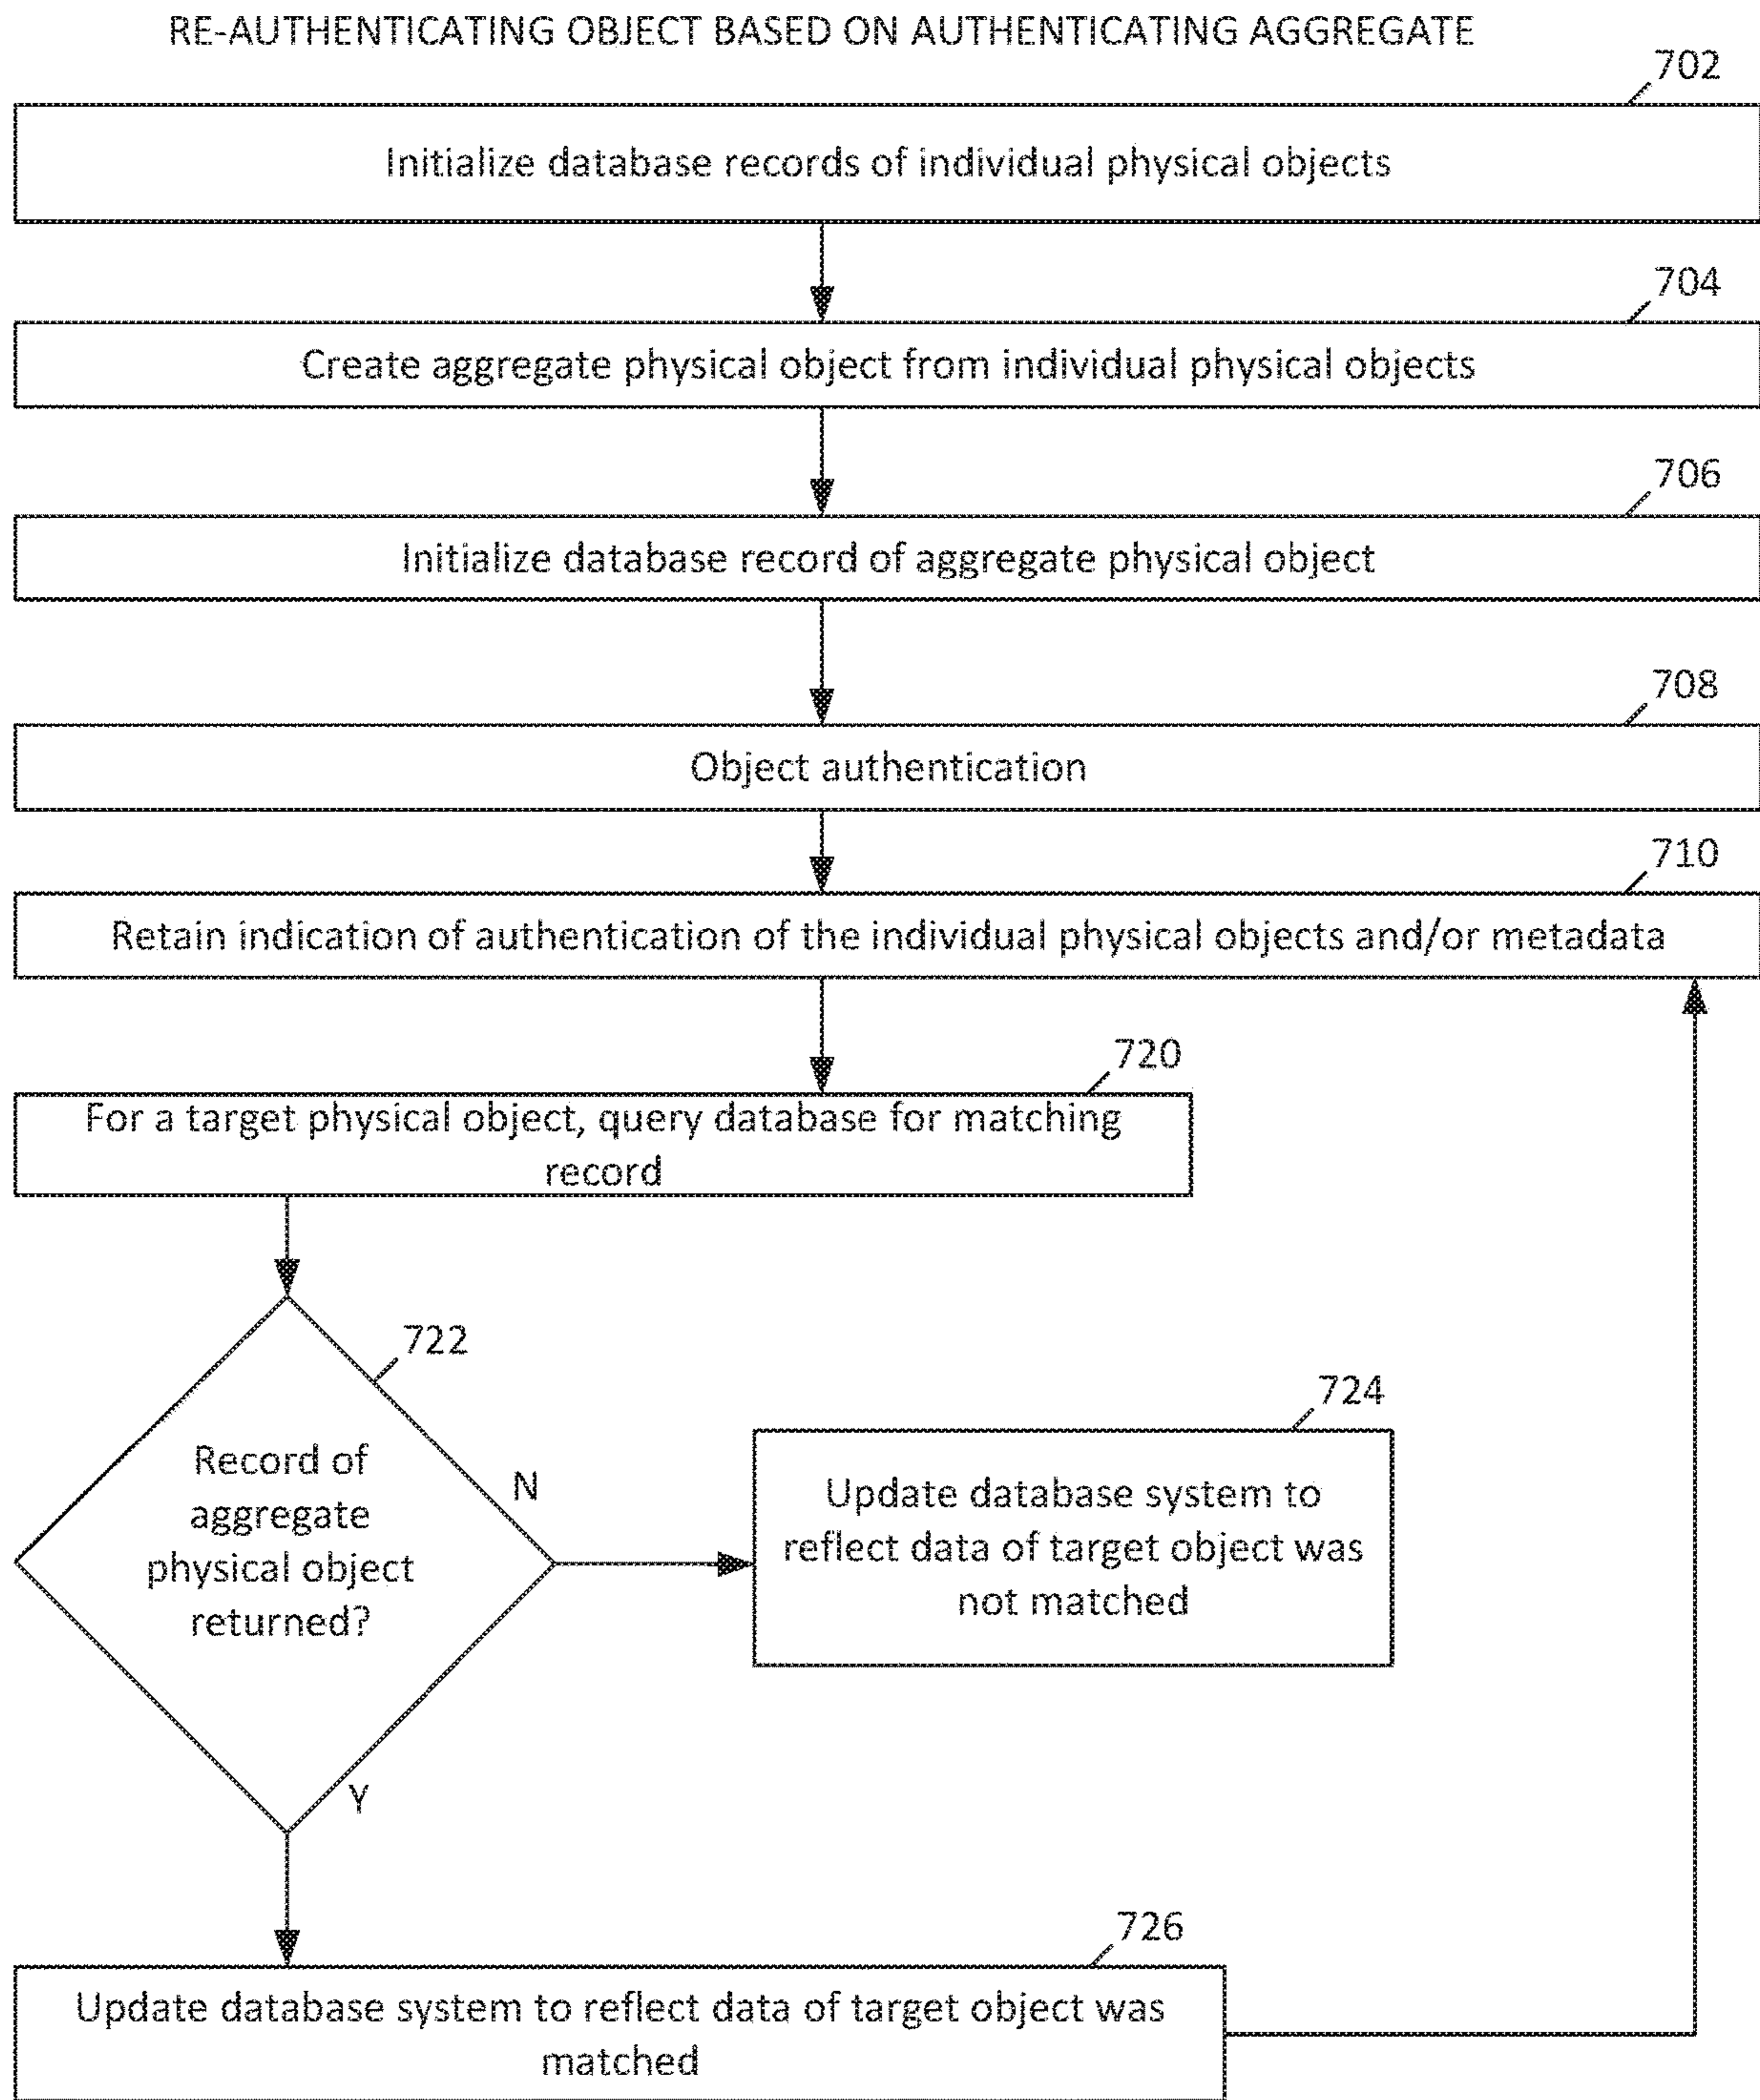 RE-AUTHENTICATING OBJECT BASED ON AUTHENTICATING AGGREGATE
702
Initialize database records of individual physical objects
704
Create aggregate physical object from individual physical objects
706
Initialize database record of aggregate physical object
708
Object authentication
710
Retain indication of authentication of the individual physical objects and/or metadata
720
For a target physical object, query database for matching
record
722
Record of
aggregate
physical object
returned?
N
Y
724
Update database system to
reflect data of target object was
not matched
726
Update database system to reflect data of target object was
matched